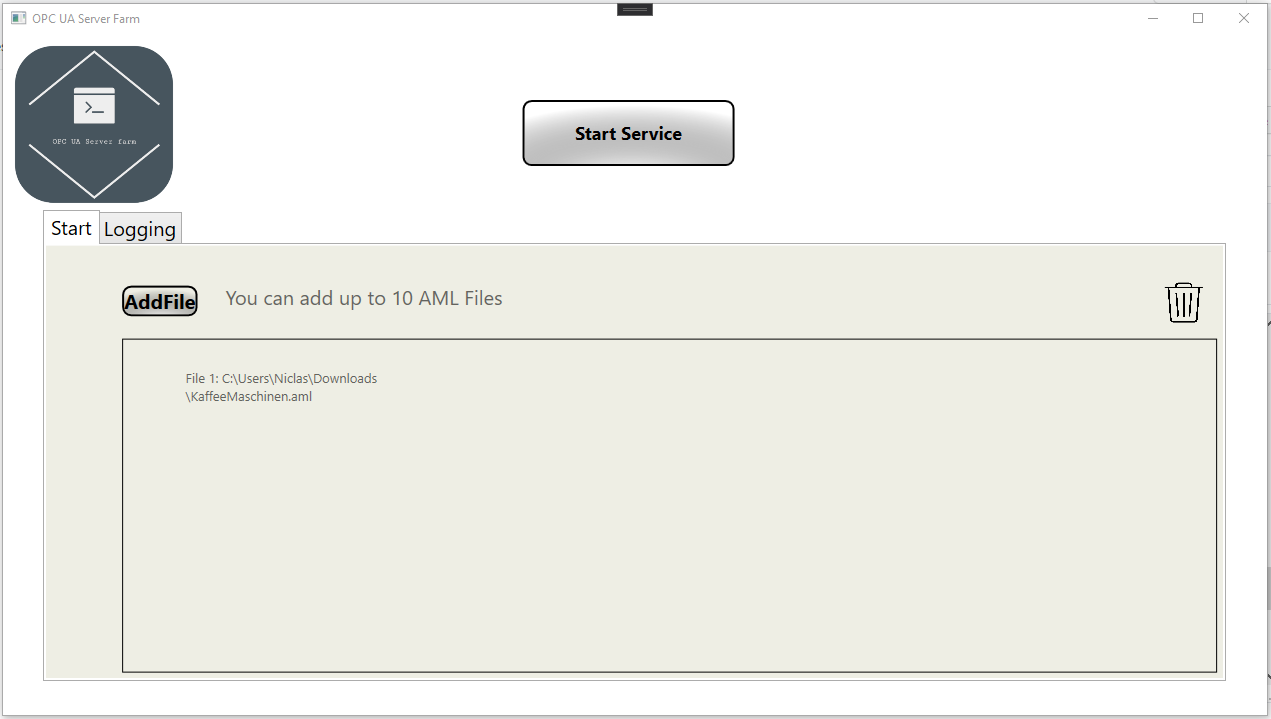 OPC UA Server Farm
>_
OPC UA Server farm
Start Service
Start
Logging
AddFile
You can add up to 10 AML Files
File 1: C:\Users\Niclas\Downloads
\KaffeeMaschinen.aml